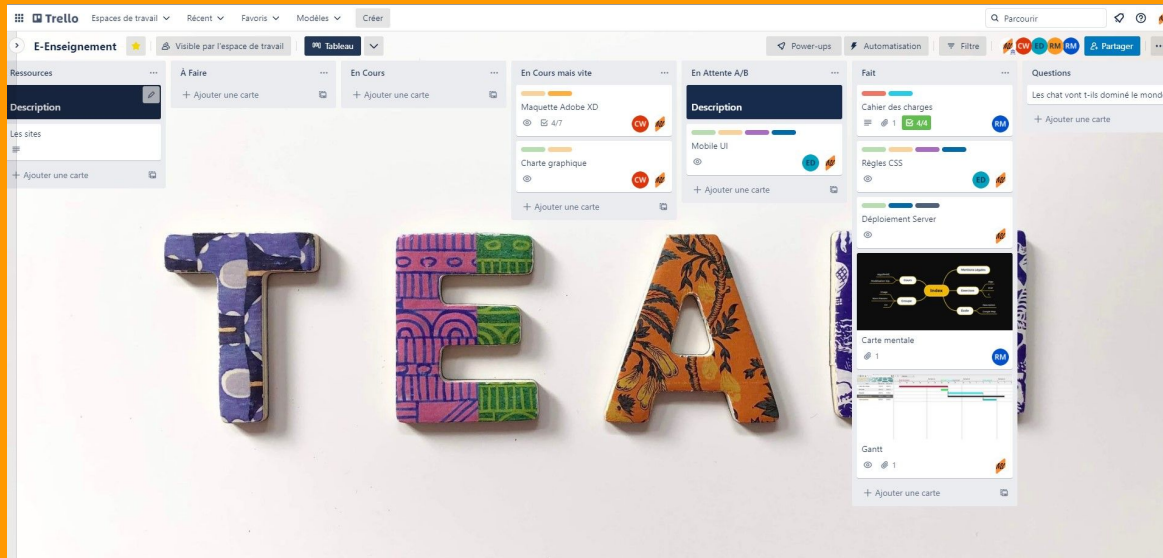 Trello Espaces de travail Récent Favoris Modèles Créer Parcourir
E-Enseignement Visible par l'espace de travail Tableau Power-ups Automatisation Filtre CW ED RM RM Partager
Ressources
Description
Les sites
+ Ajouter une carte
À Faire
+ Ajouter une carte
En Cours
+ Ajouter une carte
En Cours mais vite
Maquette Adobe XD
4/7
CW
Charte graphique
CW
+ Ajouter une carte
En Attente A/B
Description
Mobile UI
ED
+ Ajouter une carte
Fait
Cahier des charges
1 4/4
RM
Régles CSS
ED
Déploiement Server
Index
Carte mentale
1
RM
Gantt
1
+ Ajouter une carte
Questions
Les chat vont t-ils dominé le monde
+ Ajouter une carte
TEA